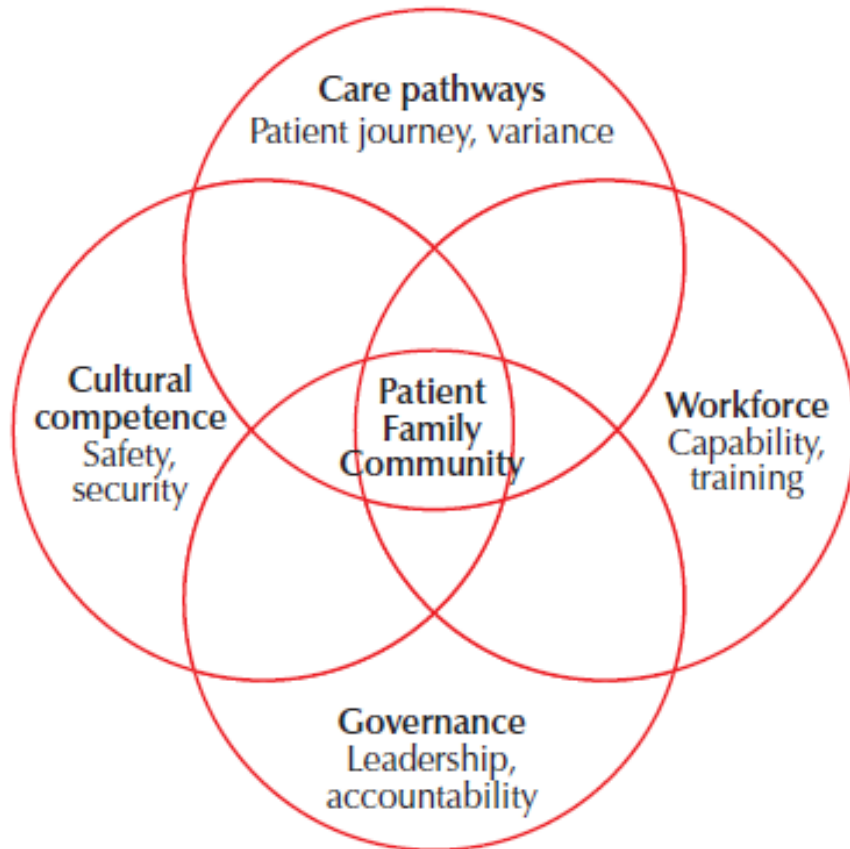 Care pathways
Patient journey, variance
Cultural
competence
Safety,
security
Patient
Family
Community
Workforce
Capability,
training
Governance
Leadership,
accountability